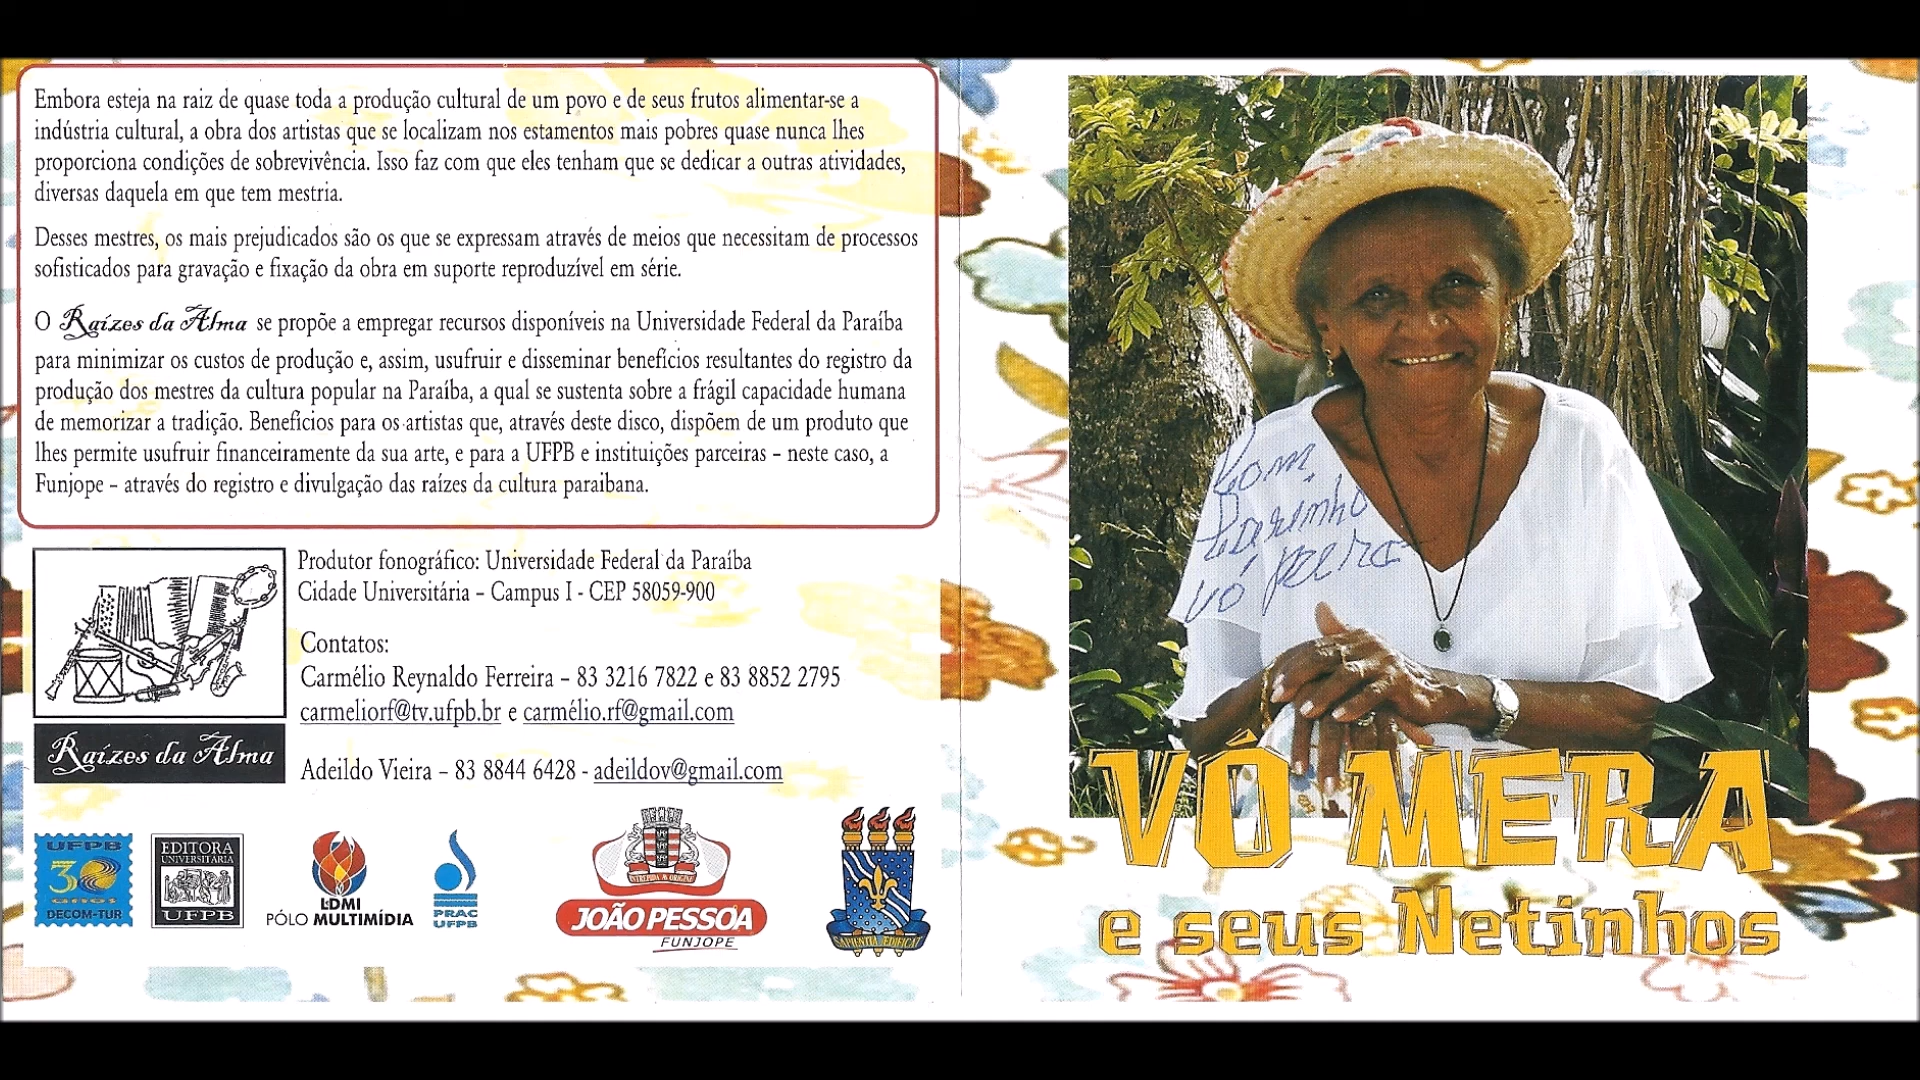 Embora esteja na raiz de quase toda a produção cultural de um povo e de seus frutos alimentar-se a
indústria cultural, a obra dos artistas que se localizam nos estamentos mais pobres quase nunca lhes
proporciona condições de sobrevivência. Isso faz com que eles tenham que se dedicar a outras atividades,
diversas daquela em que tem mestria.
Desses mestres, os mais prejudicados são os que se expressam através de meios que necessitam de processos
sofisticados para gravação e fixação da obra em suporte reproduzível em série.
O Raízes da Alma se propõe a empregar recursos disponíveis na Universidade Federal da Paraíba
para minimizar os custos de produção e, assim, usufruir e disseminar benefícios resultantes do registro da
produção dos mestres da cultura popular na Paraíba, a qual se sustenta sobre a frágil capacidade humana
de memorizar a tradição. Benefícios para os artistas que, através deste disco, dispõem de um produto que
lhes permite usufruir financeiramente da sua arte, e para a UFPB e instituições parceiras – neste caso, a
Funjope – através do registro e divulgação das raízes da cultura paraibana.
Produtor fonográfico: Universidade Federal da Paraíba
Cidade Universitária – Campus I - CEP 58059-900
Contatos:
Carmélio Reynaldo Ferreira – 83 3216 7822 e 83 8852 2795
carmeliorf@tv.ufpb.br e carmélio.rf@gmail.com
Raízes da Alma
Adeildo Vieira – 83 8844 6428 - adeildov@gmail.com
UFPB
30
anos
DECOM-TUR
EDITORA
UNIVERSITÁRIA
UFPB
LDMI
PÓLO MULTIMÍDIA
PRAC
UFPB
INTREPIDA AB ORIGINE
JOÃO PESSOA
FUNJOPE
SAPIENTIA ÆDIFICAT
Com
Carinho
vó
VÓ MERA
e seus Netinhos